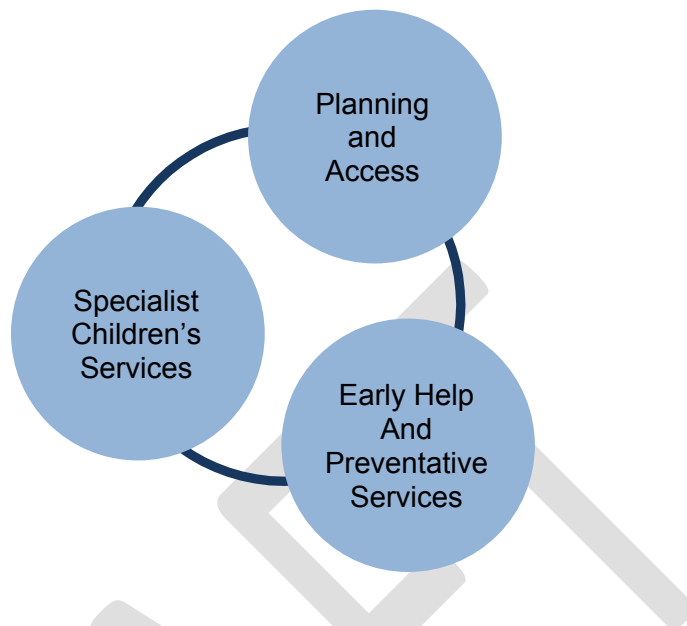 Planning
and
Access
Specialist
Children’s
Services
Early Help
And
Preventative
Services